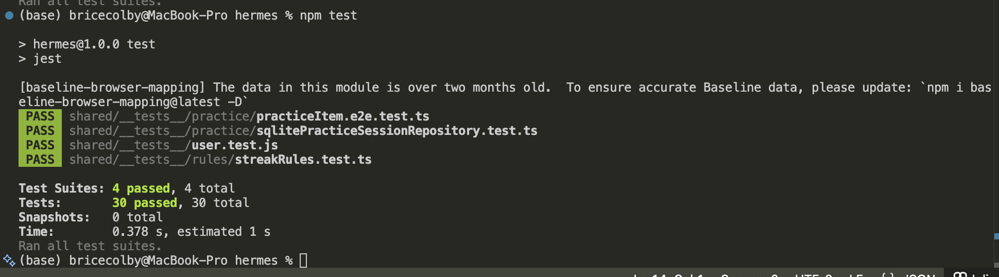 Ran all test suites.
(base) bricecolby@MacBook-Pro hermes % npm test
> hermes@1.0.0 test
> jest
[baseline-browser-mapping] The data in this module is over two months old.  To ensure accurate Baseline data, please update: `npm i bas
eline-browser-mapping@latest -D`
PASS shared/__tests__/practice/practiceItem.e2e.test.ts
PASS shared/__tests__/practice/sqlitePracticeSessionRepository.test.ts
PASS shared/__tests__/user.test.js
PASS shared/__tests__/rules/streakRules.test.ts
Test Suites: 4 passed, 4 total
Tests:       30 passed, 30 total
Snapshots:   0 total
Time:        0.378 s, estimated 1 s
Ran all test suites.
(base) bricecolby@MacBook-Pro hermes %